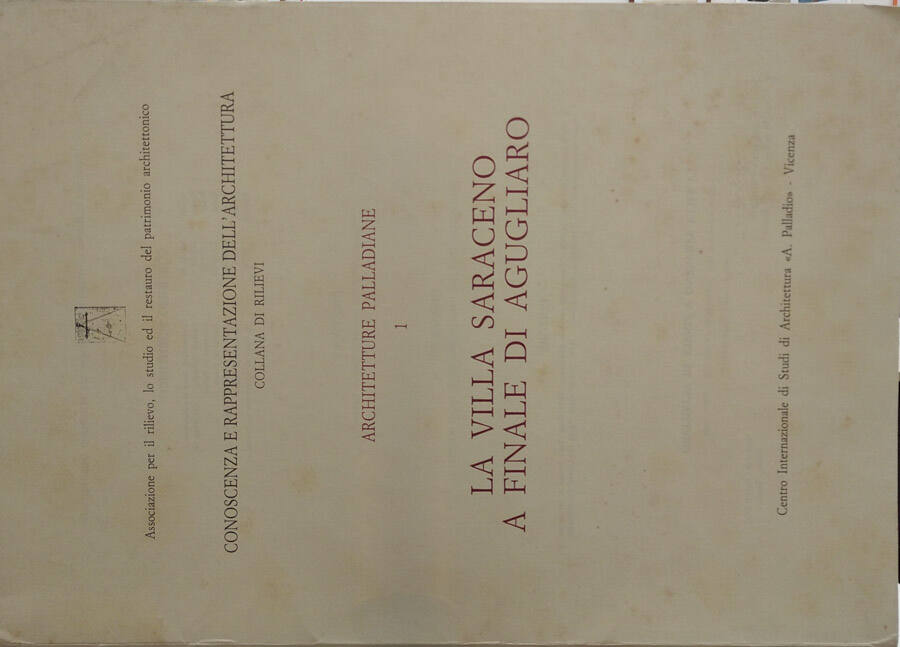 Associazione per il rilievo, lo studio ed il restauro del patrimonio architettonico
CONOSCENZA E RAPPRESENTAZIONE DELL'ARCHITETTURA
COLLANA DI RILIEVI
ARCHITETTURE PALLADIANE
1
LA VILLA SARACENO
A FINALE DI AGUGLIARO
Centro Internazionale di Studi di Architettura «A. Palladio» - Vicenza